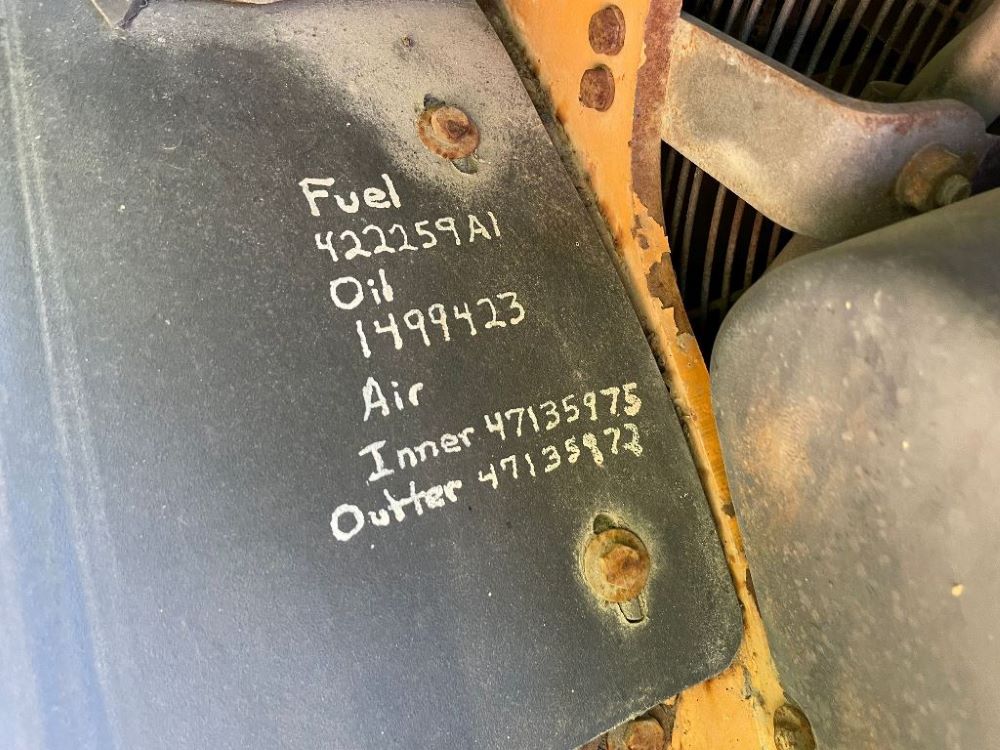 Fuel
422259A1
Oil
1499423
Air
Inner 47135975
Outter 47135972